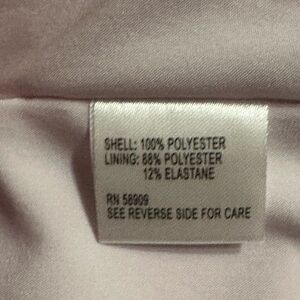 SHELL: 100% POLYESTER
LINING: 88% POLYESTER
12% ELASTANE
RN 58909
SEE REVERSE SIDE FOR CARE